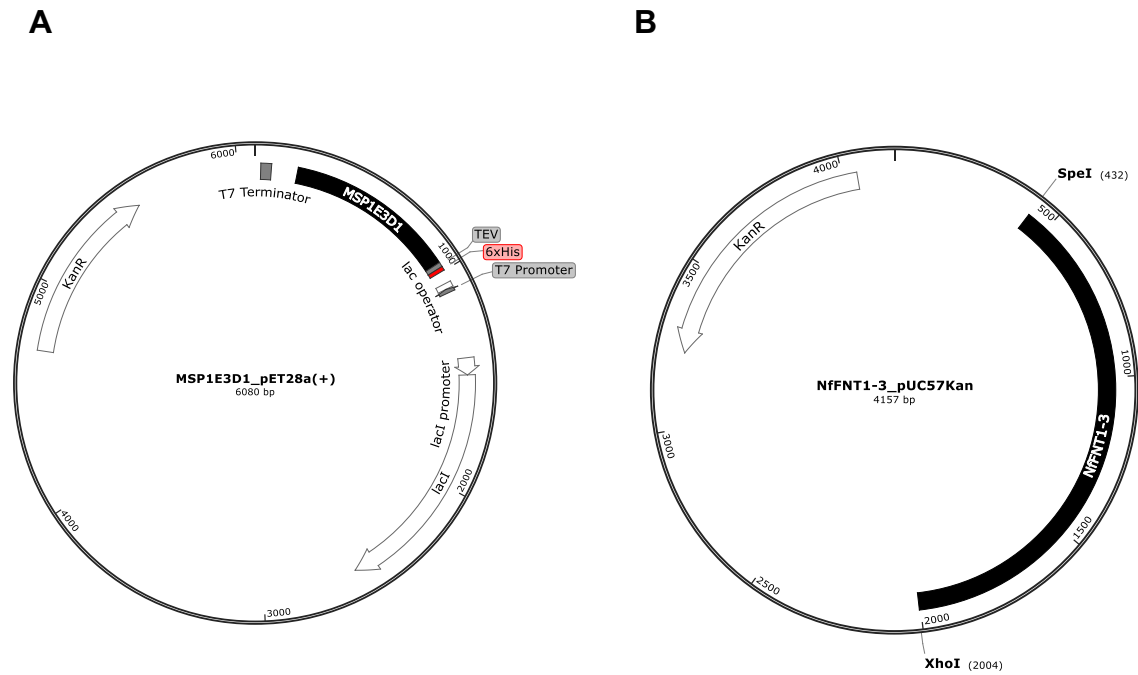 A
B
6000
T7 Terminator
MSP1E3D1
1000
TEV
6xHis
T7 Promoter
lac operator
KanR
5000
MSP1E3D1_pET28a(+)
6080 bp
lacI promoter
lacI
2000
4000
3000
4000
SpeI (432)
500
KanR
3500
1000
NfFNT1-3_pUC57Kan
4157 bp
NfFNT1-3
3000
1500
2500
2000
XhoI (2004)